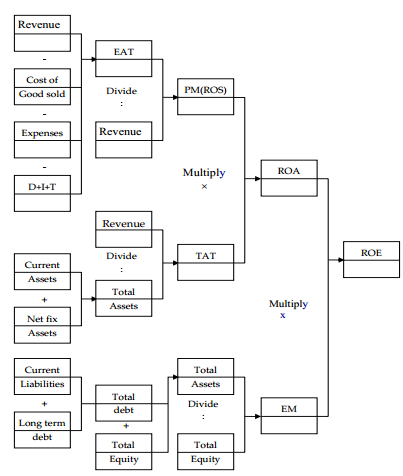 Revenue
-
Cost of
Good sold
-
Expenses
-
D+I+T
EAT
Divide
:
Revenue
PM(ROS)
Multiply
×
ROA
Revenue
Divide
:
Total
Assets
TAT
Current
Assets
+
Net fix
Assets
ROE
Multiply
x
Current
Liabilities
+
Long term
debt
Total
debt
+
Total
Equity
Total
Assets
Divide
:
Total
Equity
EM